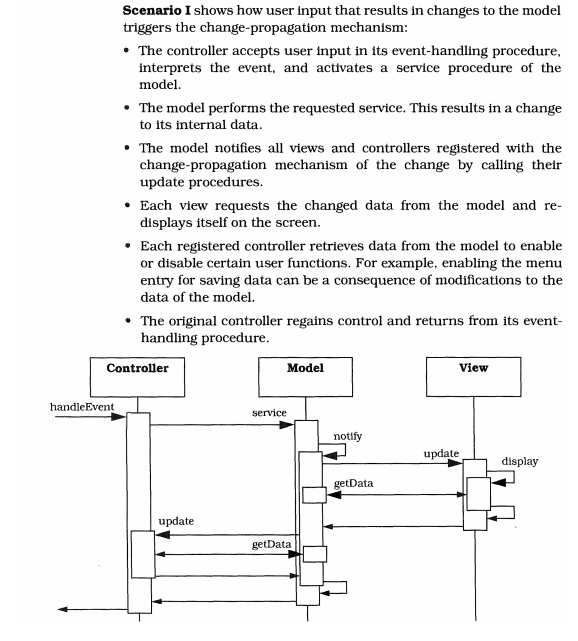 Scenario I shows how user input that results in changes to the model
triggers the change-propagation mechanism:
• The controller accepts user input in its event-handling procedure,
interprets the event, and activates a service procedure of the
model.
• The model performs the requested service. This results in a change
to its internal data.
• The model notifies all views and controllers registered with the
change-propagation mechanism of the change by calling their
update procedures.
• Each view requests the changed data from the model and re-
displays itself on the screen.
• Each registered controller retrieves data from the model to enable
or disable certain user functions. For example, enabling the menu
entry for saving data can be a consequence of modifications to the
data of the model.
• The original controller regains control and returns from its event-
handling procedure.
Controller
Model
View
handleEvent
service
notify
update
display
getData
update
getData